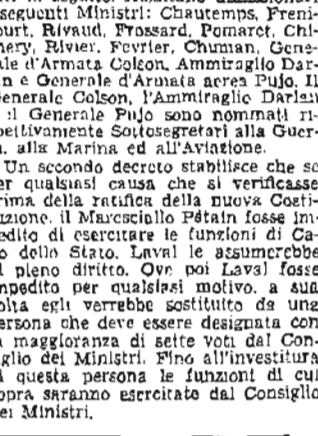 seguenti Ministri: Chautemps, Freni-
ourt, Rivaud, Frossard, Pomaret, Chi-
hery, Rivier, Fevrier, Chuman, Gene-
ale d'Armata Colson, Ammiraglio Dar-
n e Generale d'Armata aerea Pujo. Il
Generale Colson, l'Ammiraglio Darlan
il Generale Pujo sono nominati ri-
pettivamente Sottosegretari alla Guer-
a, alla Marina ed all'Aviazione.
Un secondo decreto stabilisce che se
er qualsiasi causa che si verificasse
rima della ratifica della nuova Costi-
uzione, il Maresciallo Pétain fosse im-
edito di esercitare le funzioni di Ca-
o dello Stato, Laval le assumerebbe
i pieno diritto. Ove poi Laval fosse
mpedito per qualsiasi motivo, a sua
olta egli verrebbe sostituito da una
ersona che deve essere designata con
a maggioranza di sette voti dal Con-
iglio dei Ministri. Fino all'investitura
i questa persona le funzioni di cui
opra saranno esercitate dal Consiglio
ei Ministri.